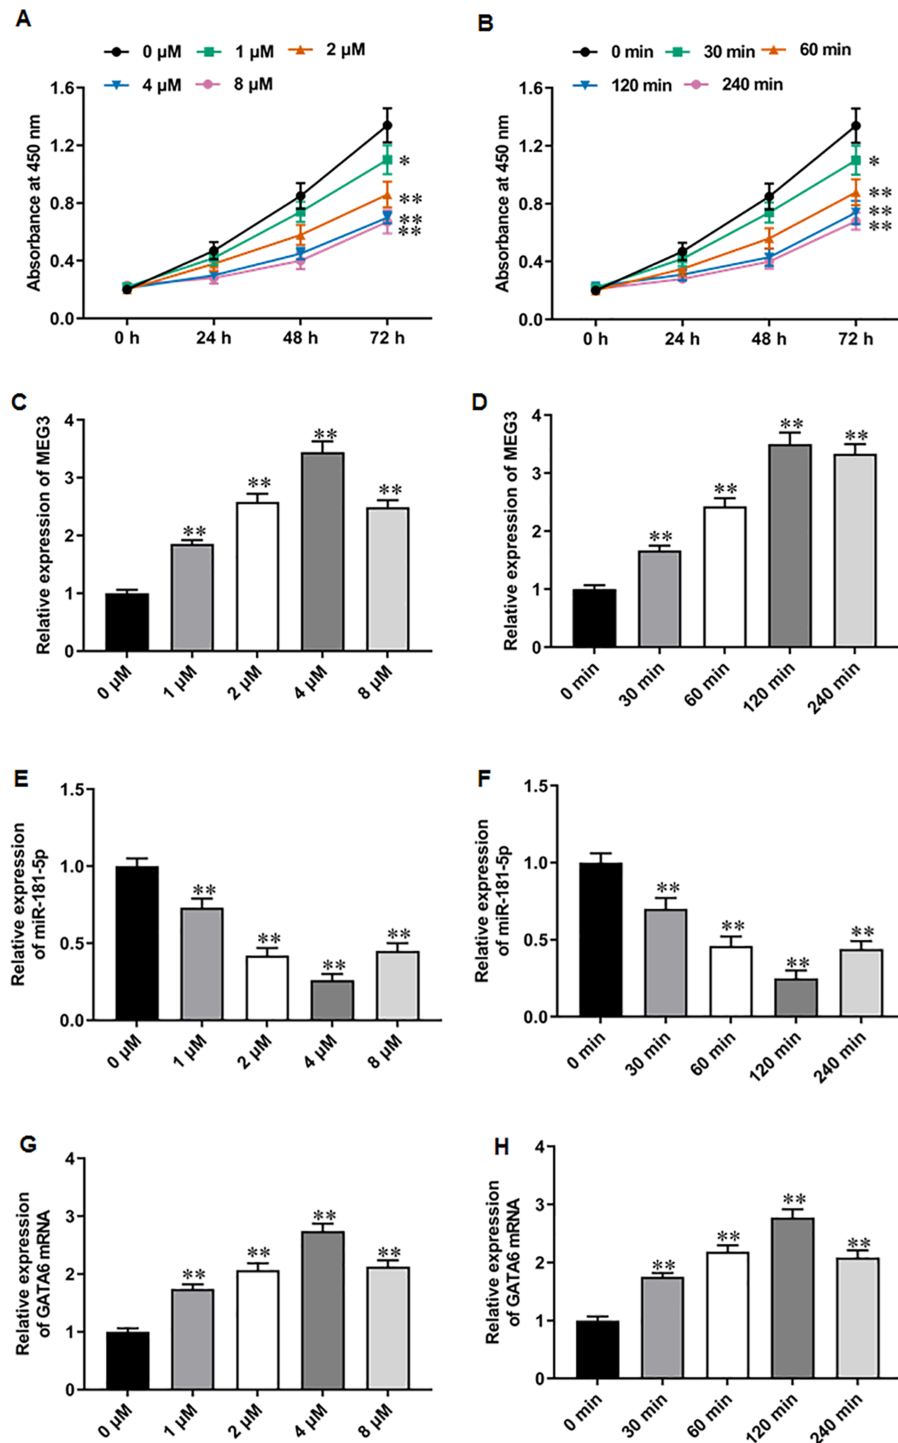 A
0 µM 1 µM 2 µM
4 µM 8 µM
Absorbance at 450 nm
1.6
1.2
0.8
0.4
0.0
*
**
**
**
0 h 24 h 48 h 72 h
B
0 min 30 min 60 min
120 min 240 min
Absorbance at 450 nm
1.6
1.2
0.8
0.4
0.0
*
**
**
**
0 h 24 h 48 h 72 h
C
Relative expression of MEG3
4
3
2
1
0
** ** ** **
0 µM 1 µM 2 µM 4 µM 8 µM
D
Relative expression of MEG3
4
3
2
1
0
** ** ** **
0 min 30 min 60 min 120 min 240 min
E
Relative expression
of miR-181-5p
1.5
1.0
0.5
0.0
** ** ** **
0 µM 1 µM 2 µM 4 µM 8 µM
F
Relative expression
of miR-181-5p
1.5
1.0
0.5
0.0
** ** ** **
0 min 30 min 60 min 120 min 240 min
G
Relative expression
of GATA6 mRNA
4
3
2
1
0
** ** ** **
0 µM 1 µM 2 µM 4 µM 8 µM
H
Relative expression
of GATA6 mRNA
4
3
2
1
0
** ** ** **
0 min 30 min 60 min 120 min 240 min